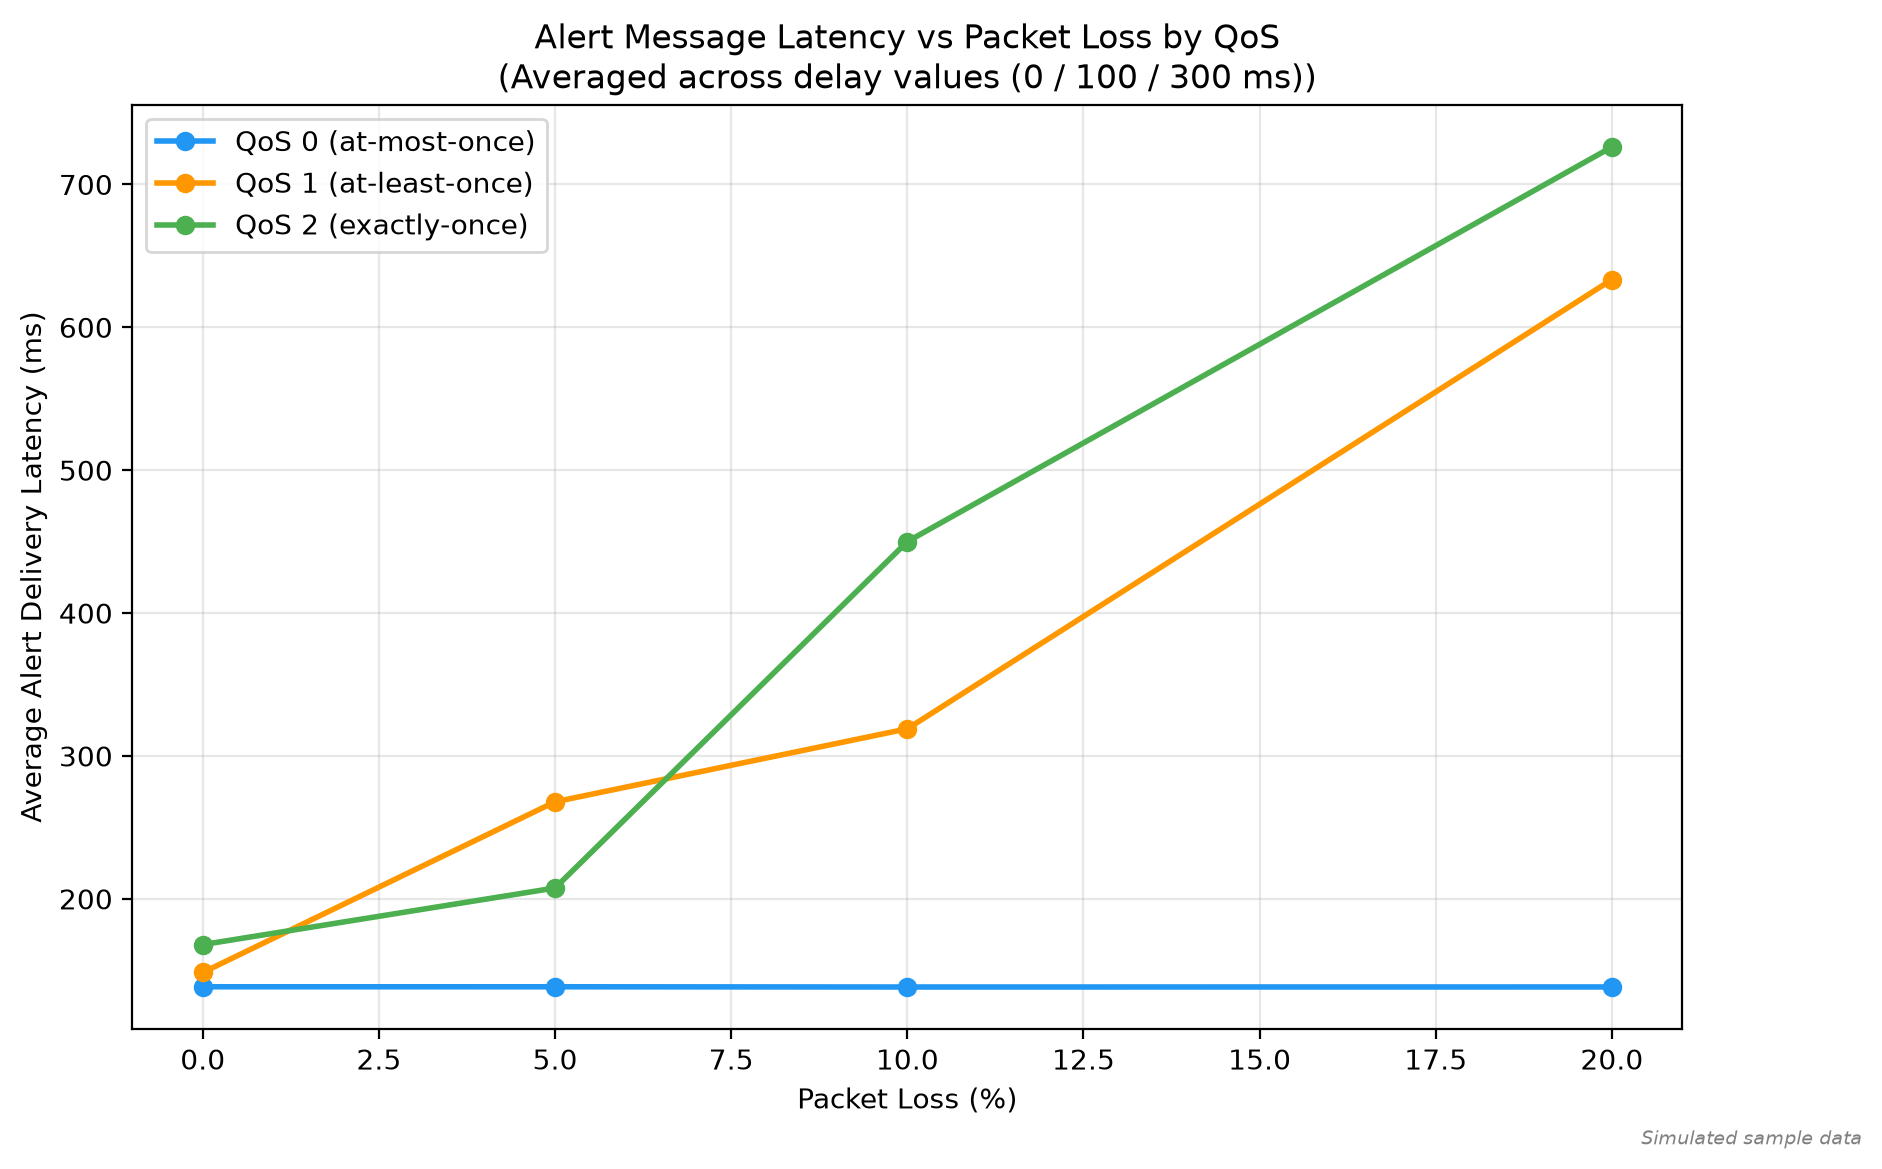 Alert Message Latency vs Packet Loss by QoS
(Averaged across delay values (0 / 100 / 300 ms))
QoS 0 (at-most-once)
QoS 1 (at-least-once)
QoS 2 (exactly-once)
Average Alert Delivery Latency (ms)
700
600
500
400
300
200
0.0 2.5 5.0 7.5 10.0 12.5 15.0 17.5 20.0
Packet Loss (%)
Simulated sample data